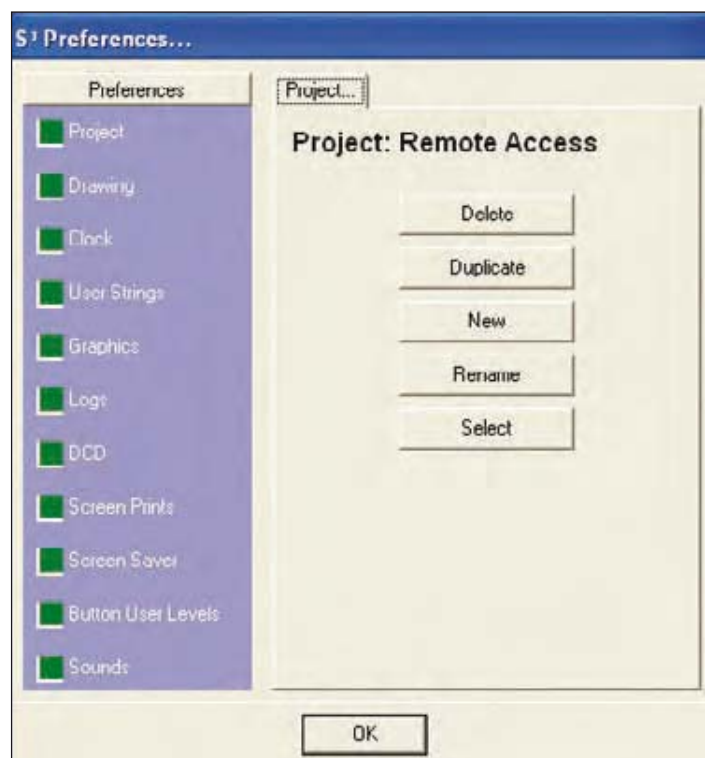 S³ Preferences...
Preferences
Project
Drawing
Clock
User Strings
Graphics
Logs
DCD
Screen Prints
Screen Saver
Button User Levels
Sounds
Project...
Project: Remote Access
Delete
Duplicate
New
Rename
Select
OK